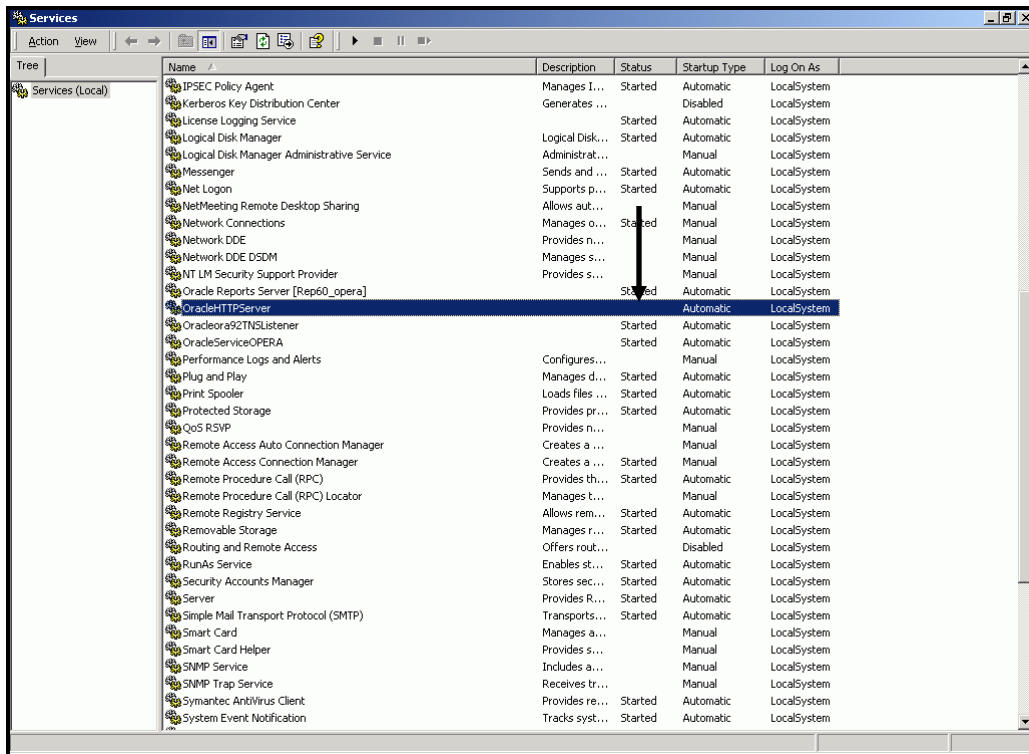 Services
Action View
Tree
Services (Local)
Name Description Status Startup Type Log On As
IPSEC Policy Agent Manages I... Started Automatic LocalSystem
Kerberos Key Distribution Center Generates ... Disabled LocalSystem
License Logging Service Started Automatic LocalSystem
Logical Disk Manager Logical Disk... Started Automatic LocalSystem
Logical Disk Manager Administrative Service Administrat... Manual LocalSystem
Messenger Sends and ... Started Automatic LocalSystem
Net Logon Supports p... Started Automatic LocalSystem
NetMeeting Remote Desktop Sharing Allows aut... Manual LocalSystem
Network Connections Manages o... Started Manual LocalSystem
Network DDE Provides n... Manual LocalSystem
Network DDE DSDM Manages s... Manual LocalSystem
NT LM Security Support Provider Provides s... Manual LocalSystem
Oracle Reports Server [Rep60_opera] Started Automatic LocalSystem
OracleHTTPServer Automatic LocalSystem
Oracleora92TNSListener Started Automatic LocalSystem
OracleServiceOPERA Started Automatic LocalSystem
Performance Logs and Alerts Configures... Manual LocalSystem
Plug and Play Manages d... Started Automatic LocalSystem
Print Spooler Loads files ... Started Automatic LocalSystem
Protected Storage Provides pr... Started Automatic LocalSystem
QoS RSVP Provides n... Manual LocalSystem
Remote Access Auto Connection Manager Creates a ... Manual LocalSystem
Remote Access Connection Manager Creates a ... Started Manual LocalSystem
Remote Procedure Call (RPC) Provides th... Started Automatic LocalSystem
Remote Procedure Call (RPC) Locator Manages t... Manual LocalSystem
Remote Registry Service Allows rem... Started Automatic LocalSystem
Removable Storage Manages r... Started Automatic LocalSystem
Routing and Remote Access Offers rout... Disabled LocalSystem
RunAs Service Enables st... Started Automatic LocalSystem
Security Accounts Manager Stores sec... Started Automatic LocalSystem
Server Provides R... Started Automatic LocalSystem
Simple Mail Transport Protocol (SMTP) Transports... Started Automatic LocalSystem
Smart Card Manages a... Manual LocalSystem
Smart Card Helper Provides s... Manual LocalSystem
SNMP Service Includes a... Manual LocalSystem
SNMP Trap Service Receives tr... Manual LocalSystem
Symantec AntiVirus Client Provides re... Started Automatic LocalSystem
System Event Notification Tracks syst... Started Automatic LocalSystem